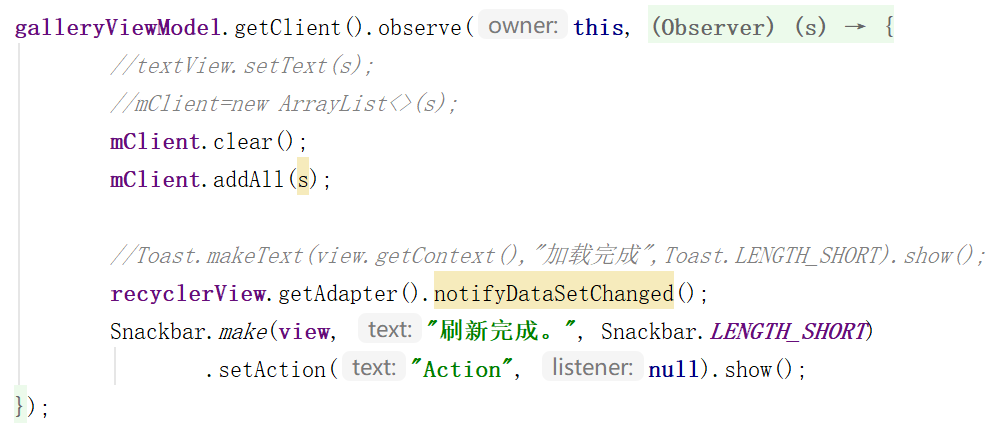 galleryViewModel.getClient().observe( owner: this, (Observer) (s) → {
//textView.setText(s);
//mClient=new ArrayList<>(s);
mClient.clear();
mClient.addAll(s);
//Toast.makeText(view.getContext(),"加载完成",Toast.LENGTH_SHORT).show();
recyclerView.getAdapter().notifyDataSetChanged();
Snackbar.make(view, text: "刷新完成。", Snackbar.LENGTH_SHORT)
.setAction( text: "Action", listener: null).show();
});